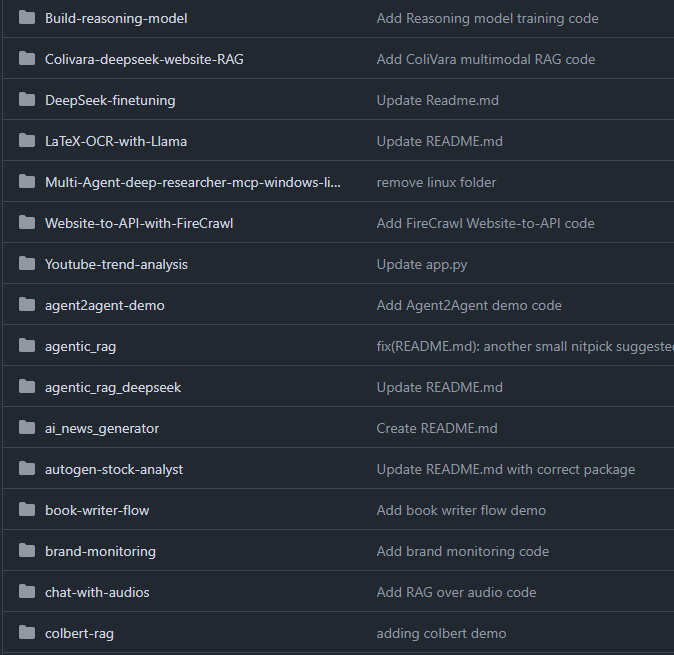 Build-reasoning-model Add Reasoning model training code
Colivara-deepseek-website-RAG Add ColiVara multimodal RAG code
DeepSeek-finetuning Update Readme.md
LaTeX-OCR-with-Llama Update README.md
Multi-Agent-deep-researcher-mcp-windows-li... remove linux folder
Website-to-API-with-FireCrawl Add FireCrawl Website-to-API code
Youtube-trend-analysis Update app.py
agent2agent-demo Add Agent2Agent demo code
agentic_rag fix(README.md): another small nitpick suggeste
agentic_rag_deepseek Update README.md
ai_news_generator Create README.md
autogen-stock-analyst Update README.md with correct package
book-writer-flow Add book writer flow demo
brand-monitoring Add brand monitoring code
chat-with-audios Add RAG over audio code
colbert-rag adding colbert demo